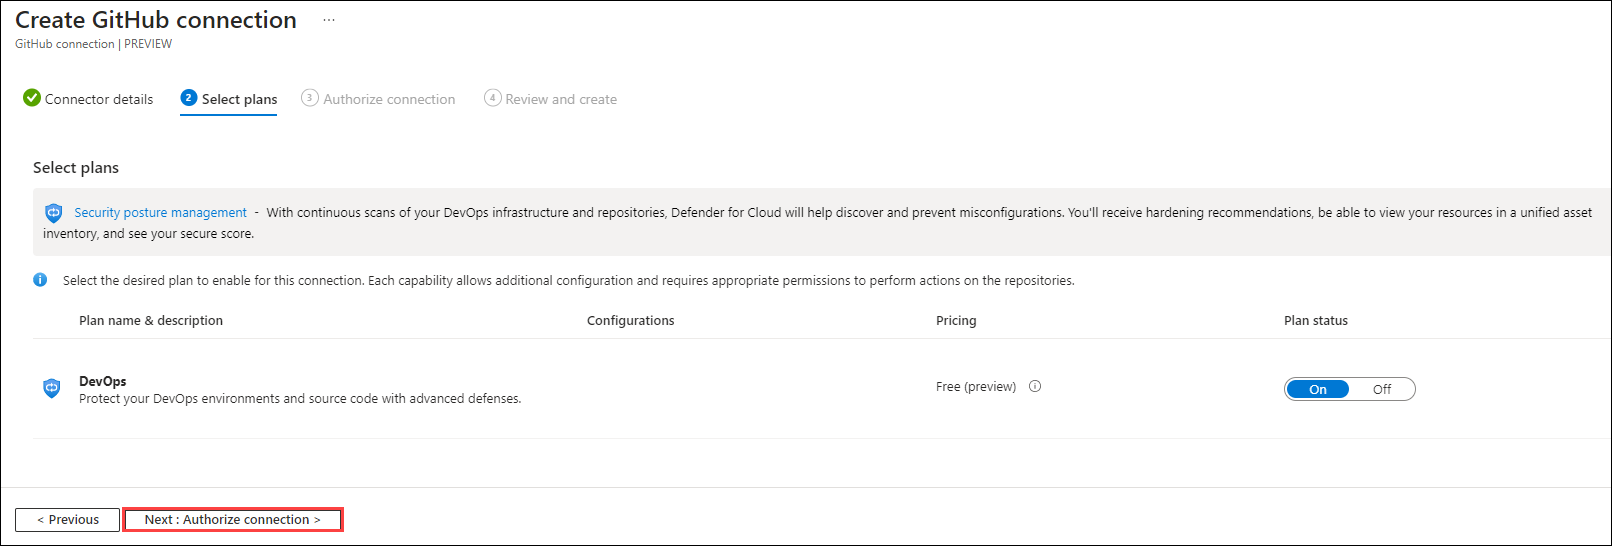 Create GitHub connection ...
GitHub connection | PREVIEW
Connector details
2 Select plans
3 Authorize connection
4 Review and create
Select plans
Security posture management - With continuous scans of your DevOps infrastructure and repositories, Defender for Cloud will help discover and prevent misconfigurations. You'll receive hardening recommendations, be able to view your resources in a unified asset
inventory, and see your secure score.
Select the desired plan to enable for this connection. Each capability allows additional configuration and requires appropriate permissions to perform actions on the repositories.
Plan name & description Configurations Pricing Plan status
DevOps
Protect your DevOps environments and source code with advanced defenses.
Free (preview)
On Off
< Previous
Next : Authorize connection >